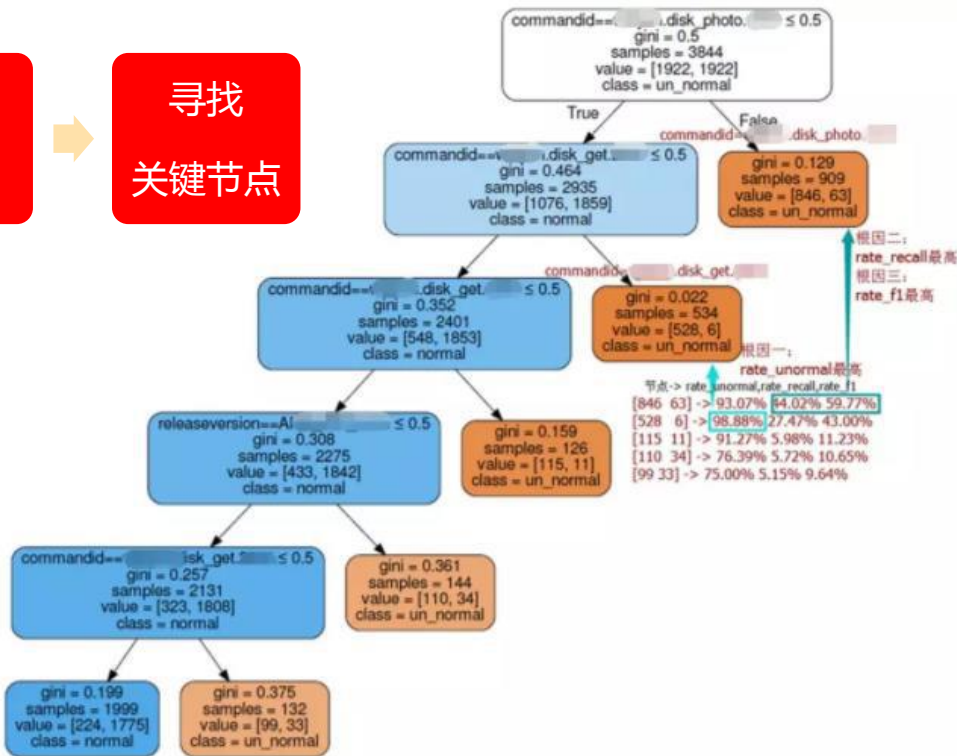 寻找
关键节点
commandid== .disk_photo. ≤ 0.5
gini = 0.5
samples = 3844
value = [1922, 1922]
class = un_normal
True
False
commandid= .disk_photo.
commandid== .disk_get. ≤ 0.5
gini = 0.464
samples = 2935
value = [1076, 1859]
class = normal
gini = 0.129
samples = 909
value = [846, 63]
class = un_normal
根因二:
rate_recall最高
根因三:
rate_f1最高
commandid= .disk_get.
commandid== .disk_get. ≤ 0.5
gini = 0.352
samples = 2401
value = [548, 1853]
class = normal
gini = 0.022
samples = 534
value = [528, 6]
class = un_normal
根因一:
rate_unormal最高
节点-> rate_unormal,rate_recall,rate_f1
[846 63] -> 93.07% 44.02% 59.77%
[528 6] -> 98.88% 27.47% 43.00%
[115 11] -> 91.27% 5.98% 11.23%
[110 34] -> 76.39% 5.72% 10.65%
[99 33] -> 75.00% 5.15% 9.64%
releaseversion== ≤ 0.5
gini = 0.308
samples = 2275
value = [433, 1842]
class = normal
gini = 0.159
samples = 126
value = [115, 11]
class = un_normal
commandid== isk_get. ≤ 0.5
gini = 0.257
samples = 2131
value = [323, 1808]
class = normal
gini = 0.361
samples = 144
value = [110, 34]
class = un_normal
gini = 0.199
samples = 1999
value = [224, 1775]
class = normal
gini = 0.375
samples = 132
value = [99, 33]
class = un_normal